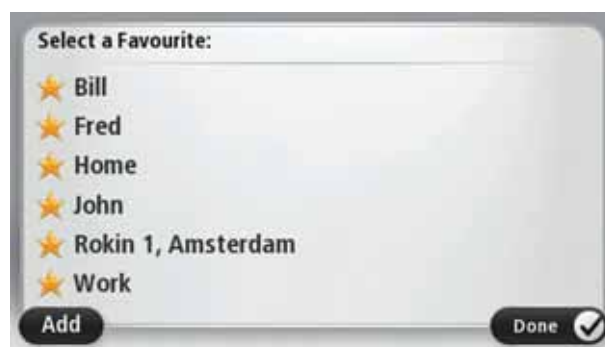 Select a Favourite:
Bill
Fred
Home
John
Rokin 1, Amsterdam
Work
Add
Done